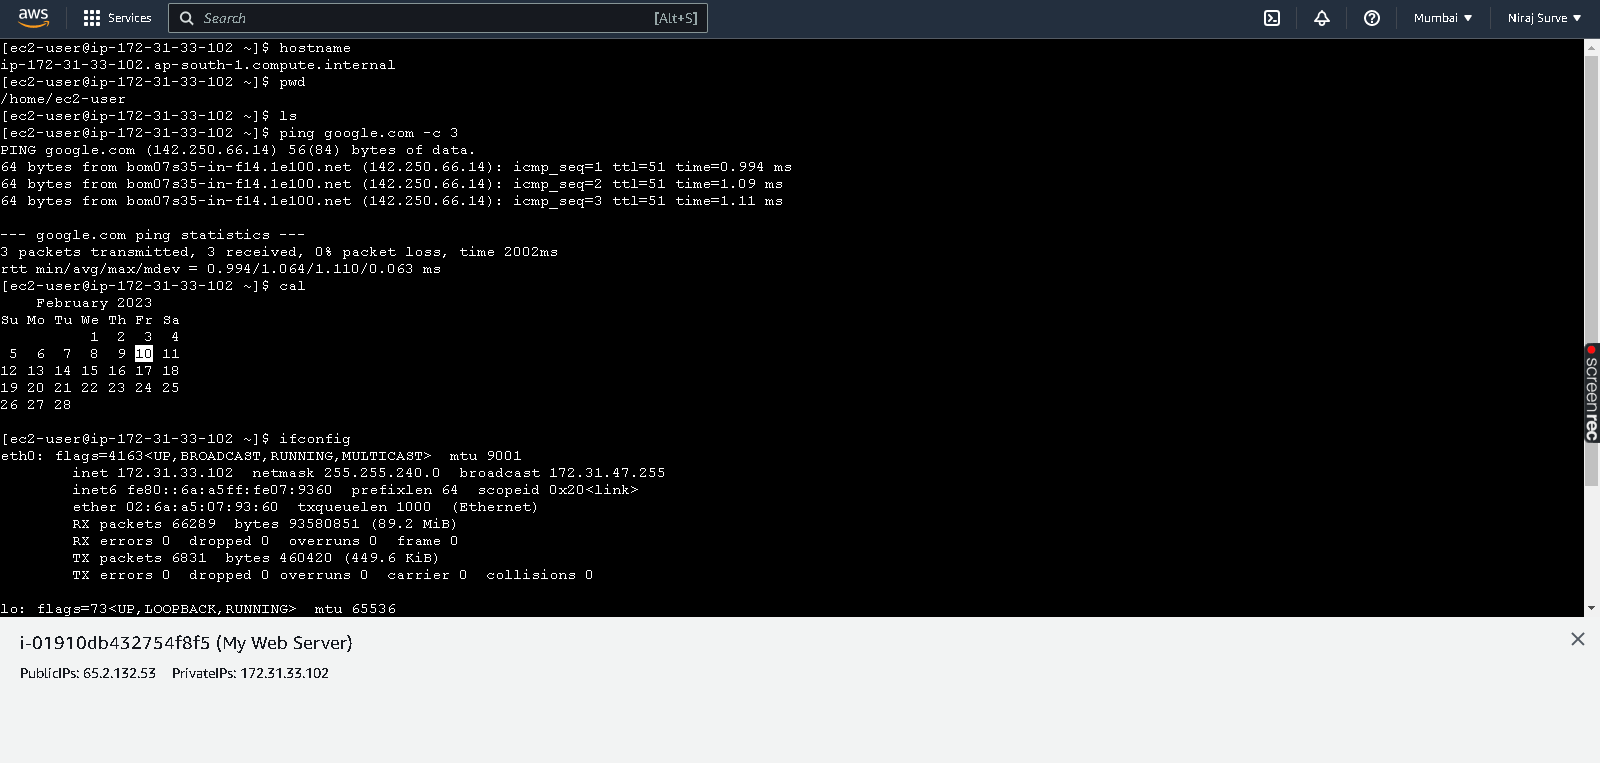 aws Services Search [Alt+S] Mumbai ▼ Niraj Surve ▼
[ec2-user@ip-172-31-33-102 ~]$ hostname
ip-172-31-33-102.ap-south-1.compute.internal
[ec2-user@ip-172-31-33-102 ~]$ pwd
/home/ec2-user
[ec2-user@ip-172-31-33-102 ~]$ ls
[ec2-user@ip-172-31-33-102 ~]$ ping google.com -c 3
PING google.com (142.250.66.14) 56(84) bytes of data.
64 bytes from bom07s35-in-f14.1e100.net (142.250.66.14): icmp_seq=1 ttl=51 time=0.994 ms
64 bytes from bom07s35-in-f14.1e100.net (142.250.66.14): icmp_seq=2 ttl=51 time=1.09 ms
64 bytes from bom07s35-in-f14.1e100.net (142.250.66.14): icmp_seq=3 ttl=51 time=1.11 ms
--- google.com ping statistics ---
3 packets transmitted, 3 received, 0% packet loss, time 2002ms
rtt min/avg/max/mdev = 0.994/1.064/1.110/0.063 ms
[ec2-user@ip-172-31-33-102 ~]$ cal
February 2023
Su Mo Tu We Th Fr Sa
1 2 3 4
5 6 7 8 9 10 11
12 13 14 15 16 17 18
19 20 21 22 23 24 25
26 27 28
[ec2-user@ip-172-31-33-102 ~]$ ifconfig
eth0: flags=4163<UP,BROADCAST,RUNNING,MULTICAST> mtu 9001
inet 172.31.33.102 netmask 255.255.240.0 broadcast 172.31.47.255
inet6 fe80::6a:a5ff:fe07:9360 prefixlen 64 scopeid 0x20<link>
ether 02:6a:a5:07:93:60 txqueuelen 1000 (Ethernet)
RX packets 66289 bytes 93580851 (89.2 MiB)
RX errors 0 dropped 0 overruns 0 frame 0
TX packets 6831 bytes 460420 (449.6 KiB)
TX errors 0 dropped 0 overruns 0 carrier 0 collisions 0
lo: flags=73<UP,LOOPBACK,RUNNING> mtu 65536
screenrec
i-01910db432754f8f5 (My Web Server)
PublicIPs: 65.2.132.53 PrivateIPs: 172.31.33.102